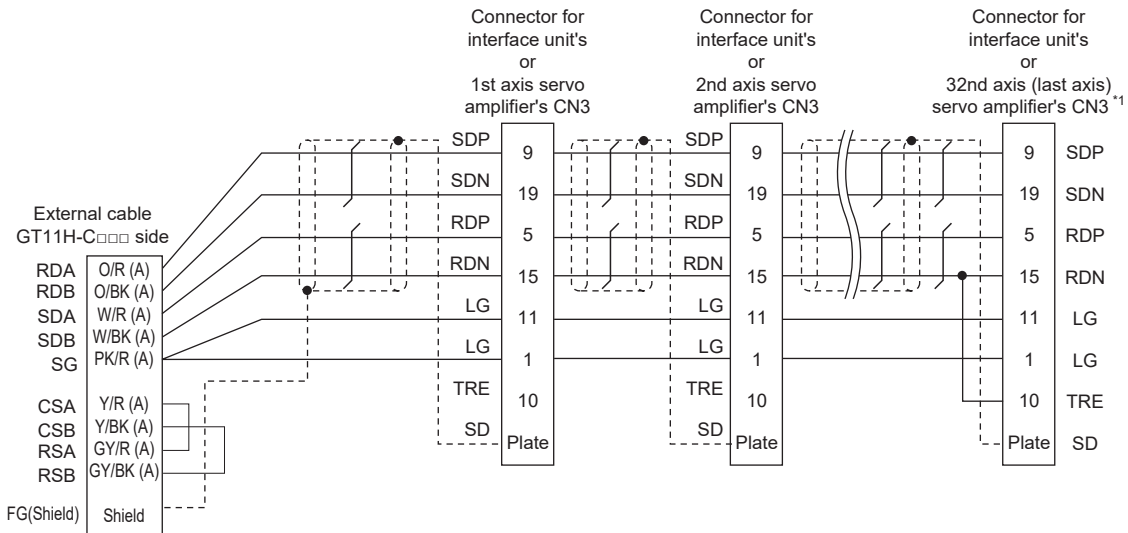 Connector for
interface unit's
or
1st axis servo
amplifier's CN3
Connector for
interface unit's
or
2nd axis servo
amplifier's CN3
Connector for
interface unit's
or
32nd axis (last axis)
servo amplifier's CN3 *1
External cable
GT11H-C□□□ side
RDA O/R (A)
RDB O/BK (A)
SDA W/R (A)
SDB W/BK (A)
SG PK/R (A)
CSA Y/R (A)
CSB Y/BK (A)
RSA GY/R (A)
RSB GY/BK (A)
FG(Shield) Shield
SDP 9
SDN 19
RDP 5
RDN 15
LG 11
LG 1
TRE 10
SD Plate
SDP 9
SDN 19
RDP 5
RDN 15
LG 11
LG 1
TRE 10
SD Plate
9 SDP
19 SDN
5 RDP
15 RDN
11 LG
1 LG
10 TRE
Plate SD